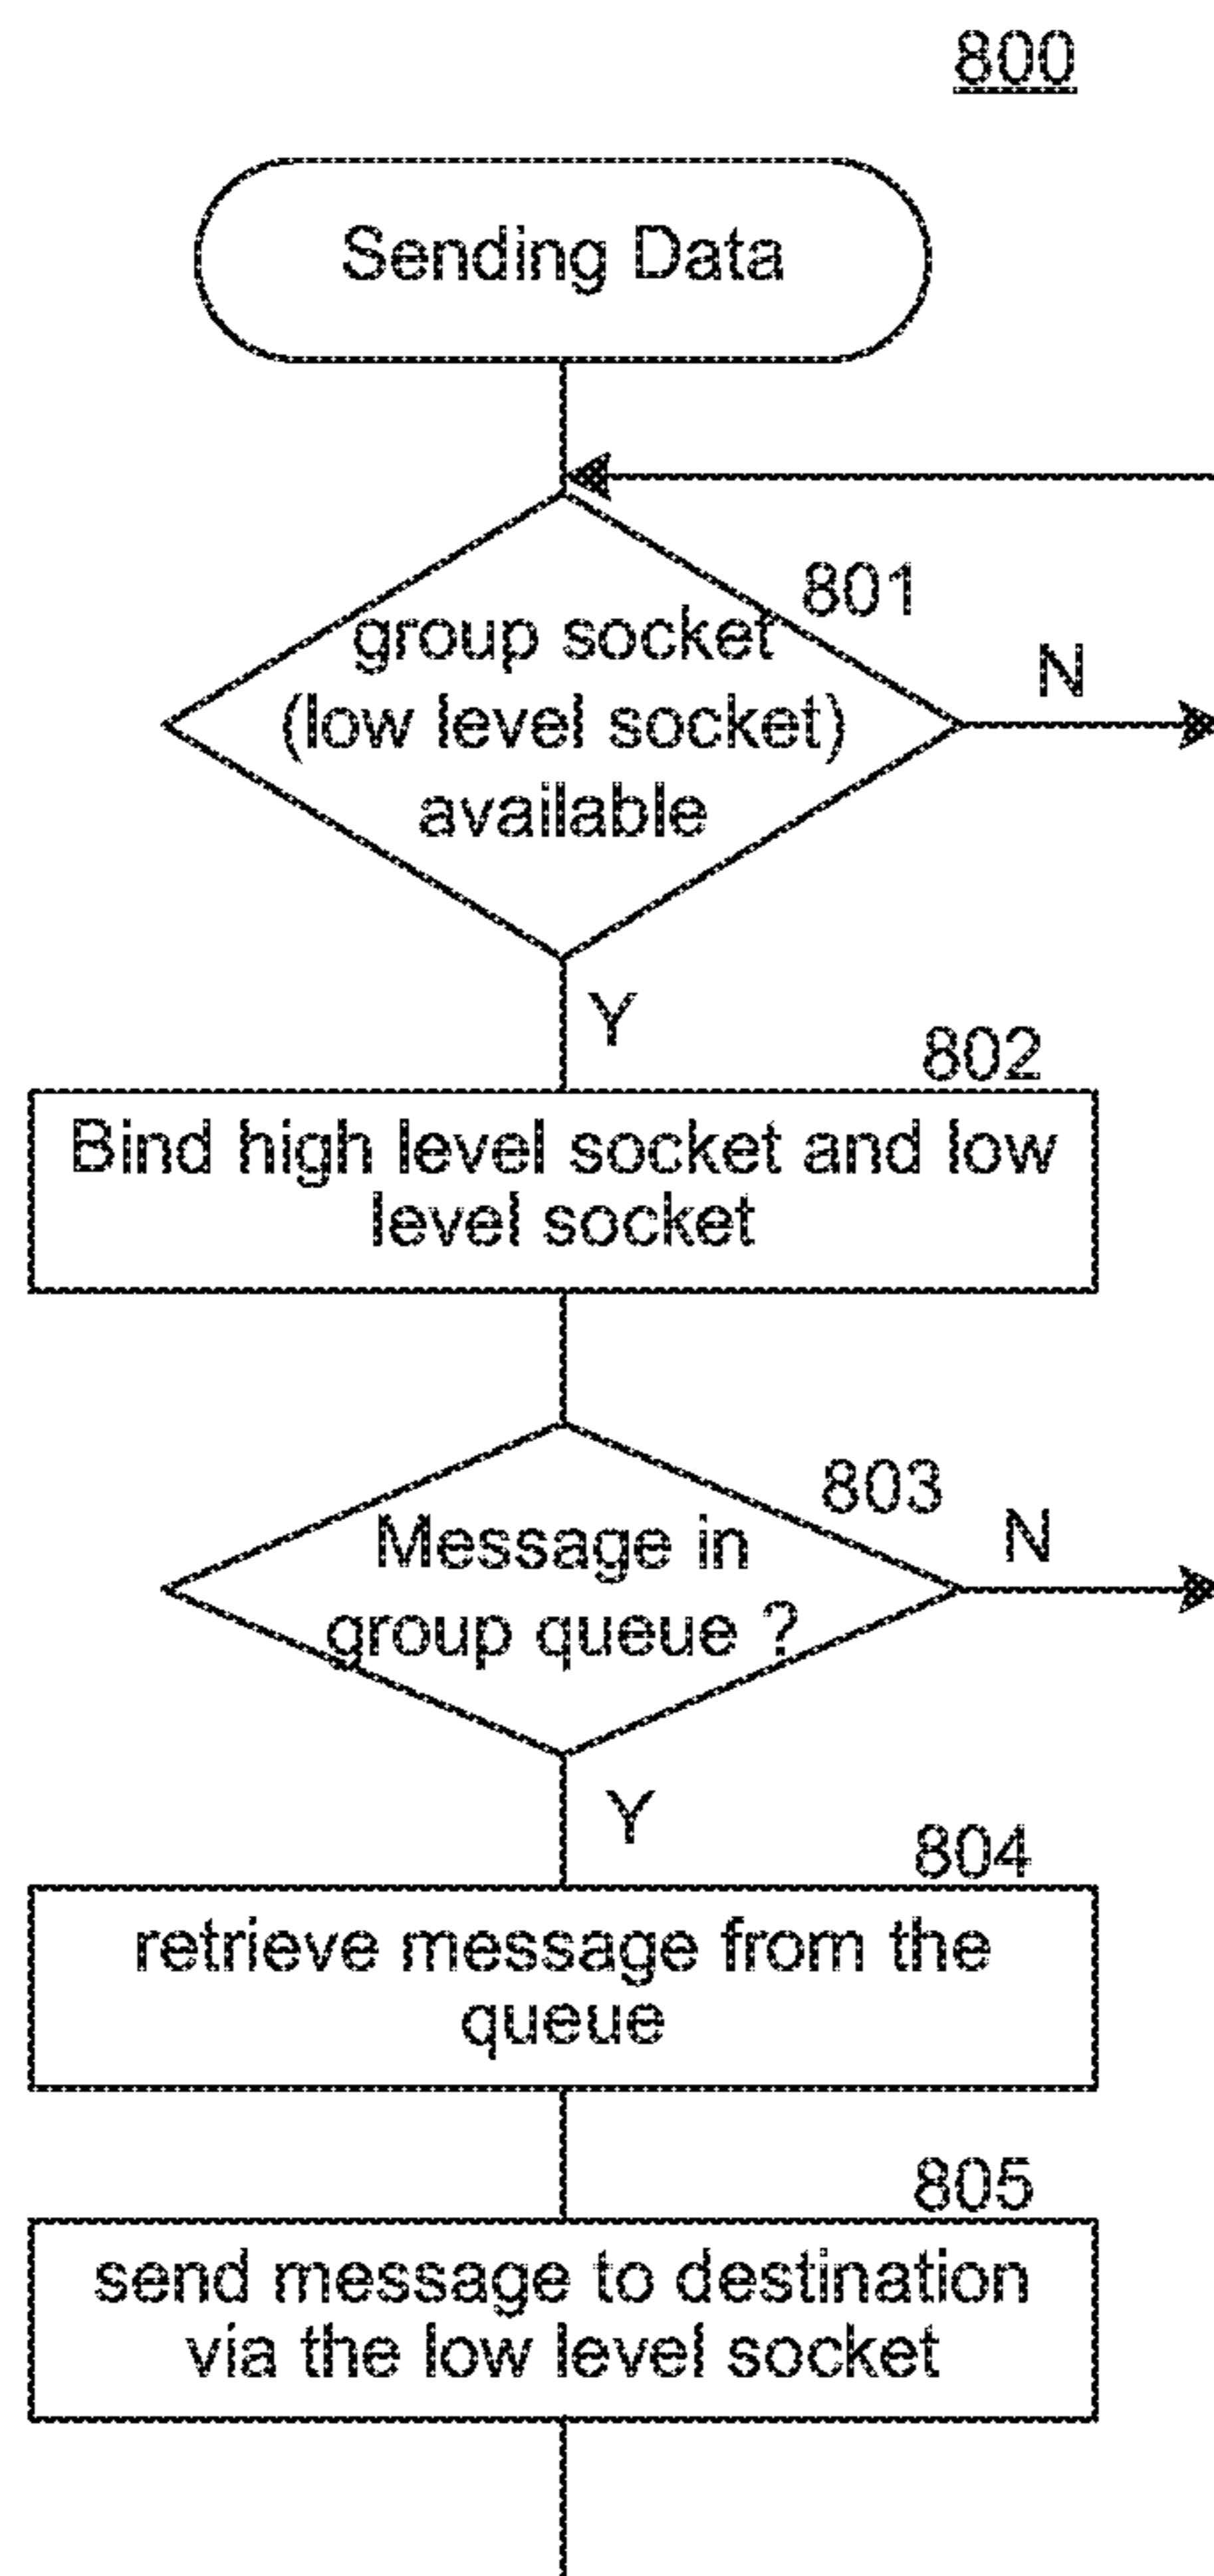 800
Sending Data
801
group socket
(low level socket)
available
N
Y
802
Bind high level socket and low
level socket
803
Message in
group queue ?
N
Y
804
retrieve message from the
queue
805
send message to destination
via the low level socket